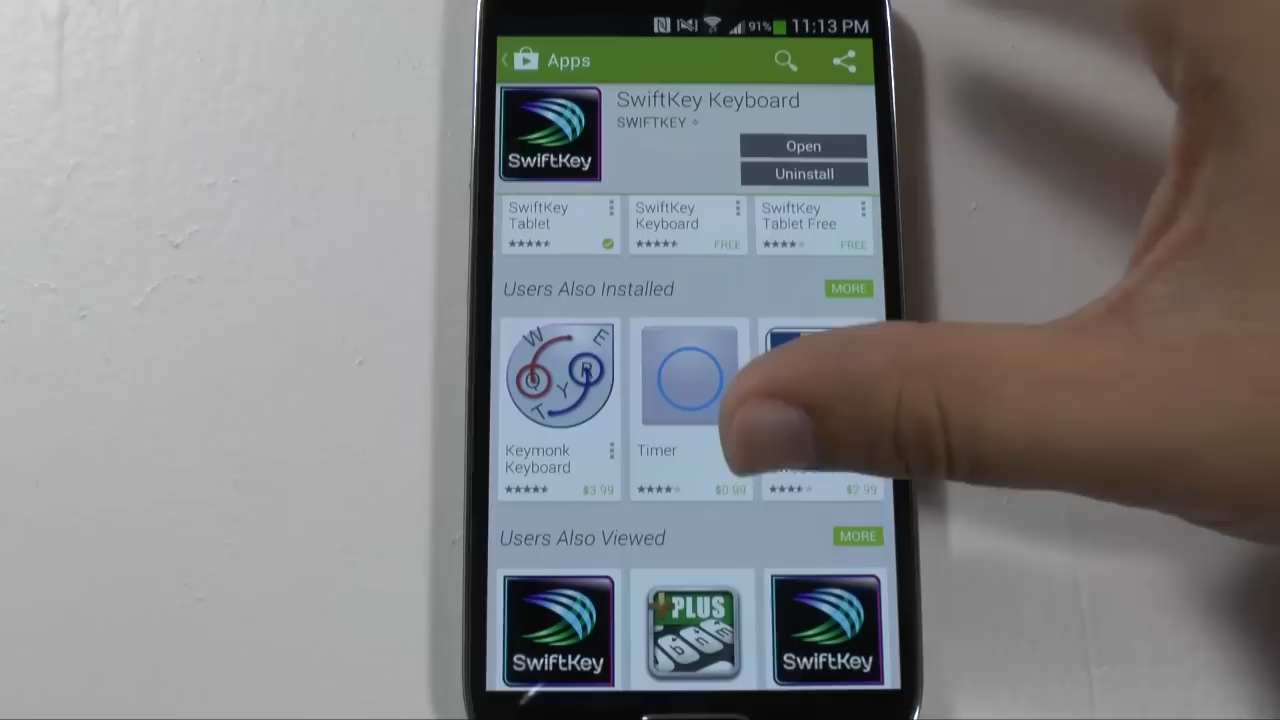 91% 11:13 PM
Apps
SwiftKey Keyboard
SWIFTKEY
SwiftKey
Open
Uninstall
SwiftKey Tablet
SwiftKey Keyboard
FREE
SwiftKey Tablet Free
FREE
Users Also Installed
MORE
W
E
Q
R
Y
T
Keymonk Keyboard
$3.99
Timer
$0.99
$2.99
Users Also Viewed
MORE
SwiftKey
PLUS
b n m
SwiftKey